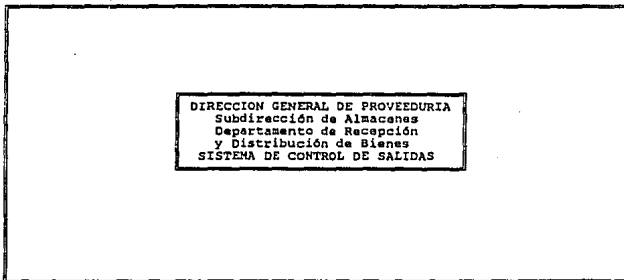 DIRECCION GENERAL DE PROVEEDURIA
Subdirección de Almacenes
Departamento de Recepción
y Distribución de Bienes
SISTEMA DE CONTROL DE SALIDAS